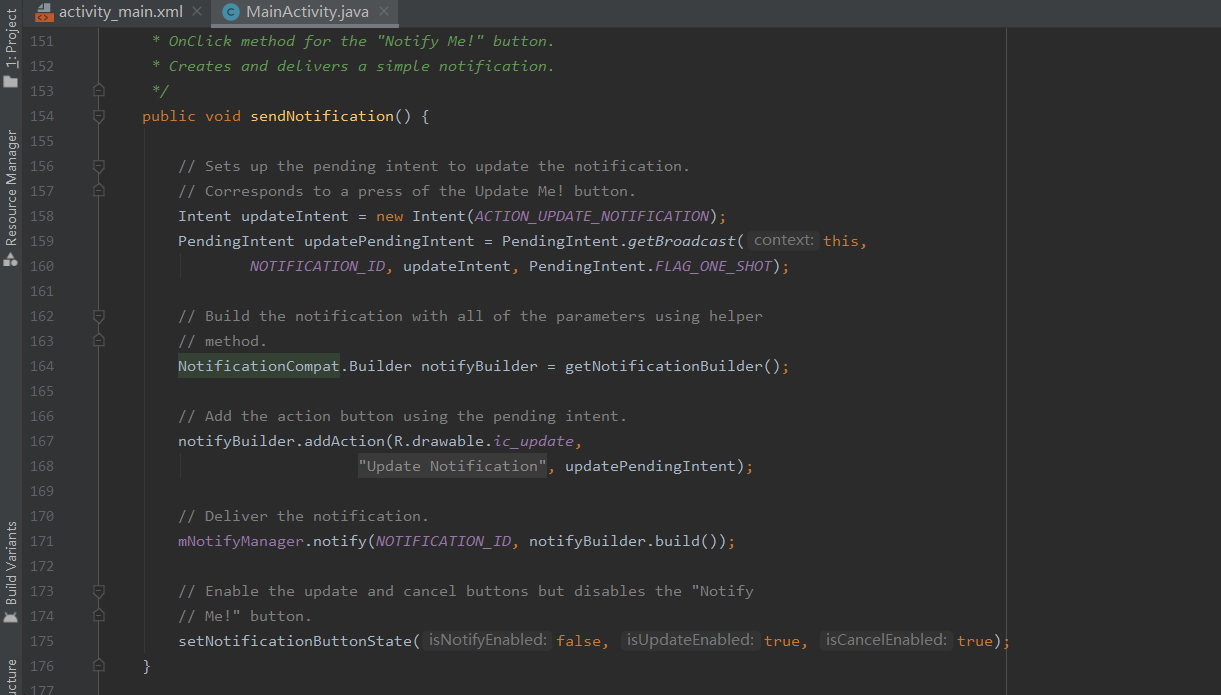 activity_main.xml MainActivity.java
1: Project
Resource Manager
Build Variants
ucture
151 * OnClick method for the "Notify Me!" button.
152 * Creates and delivers a simple notification.
153 */
154 public void sendNotification() {
155
156 // Sets up the pending intent to update the notification.
157 // Corresponds to a press of the Update Me! button.
158 Intent updateIntent = new Intent(ACTION_UPDATE_NOTIFICATION);
159 PendingIntent updatePendingIntent = PendingIntent.getBroadcast( context: this,
160 NOTIFICATION_ID, updateIntent, PendingIntent.FLAG_ONE_SHOT);
161
162 // Build the notification with all of the parameters using helper
163 // method.
164 NotificationCompat.Builder notifyBuilder = getNotificationBuilder();
165
166 // Add the action button using the pending intent.
167 notifyBuilder.addAction(R.drawable.ic_update,
168 "Update Notification", updatePendingIntent);
169
170 // Deliver the notification.
171 mNotifyManager.notify(NOTIFICATION_ID, notifyBuilder.build());
172
173 // Enable the update and cancel buttons but disables the "Notify
174 // Me!" button.
175 setNotificationButtonState( isNotifyEnabled: false, isUpdateEnabled: true, isCancelEnabled: true);
176 }
177